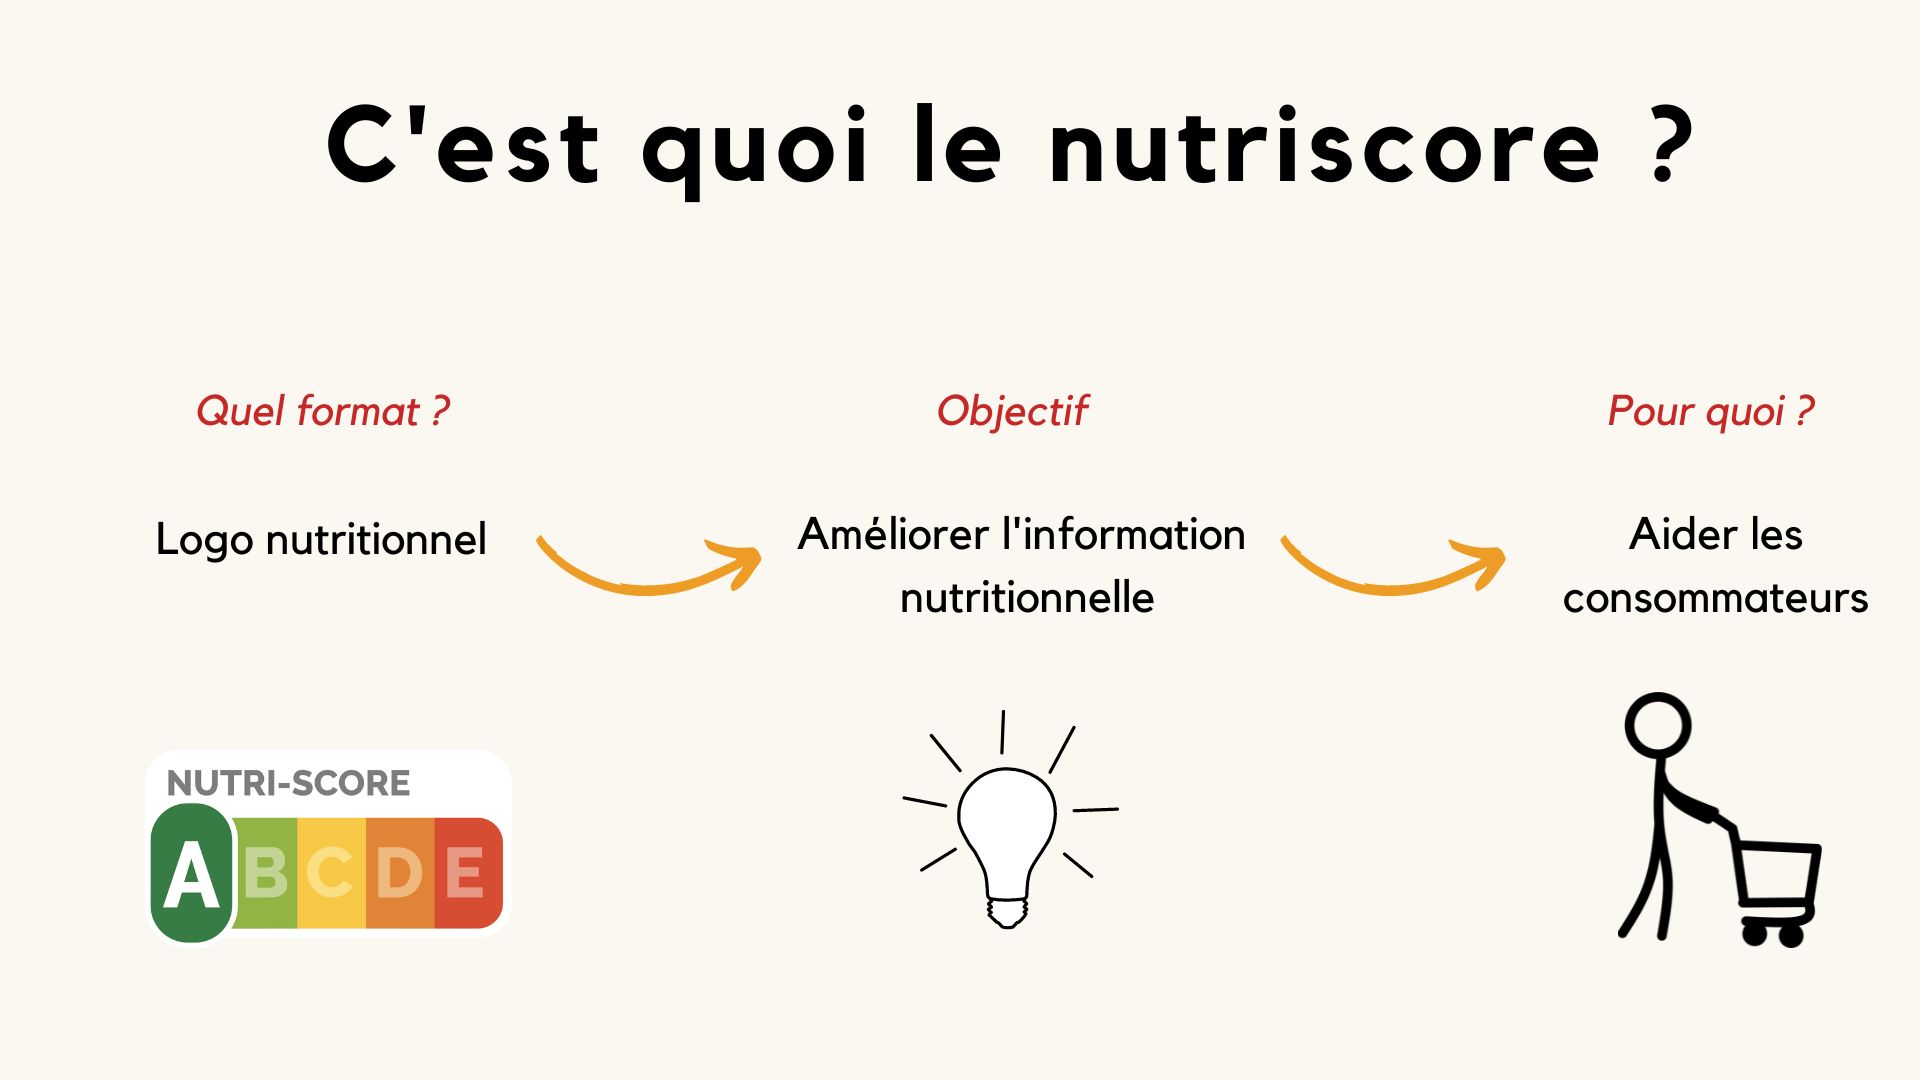 C'est quoi le nutriscore ?
Quel format ?
Logo nutritionnel
Objectif
Améliorer l'information
nutritionnelle
Pour quoi ?
Aider les
consommateurs
NUTRI-SCORE
A B C D E